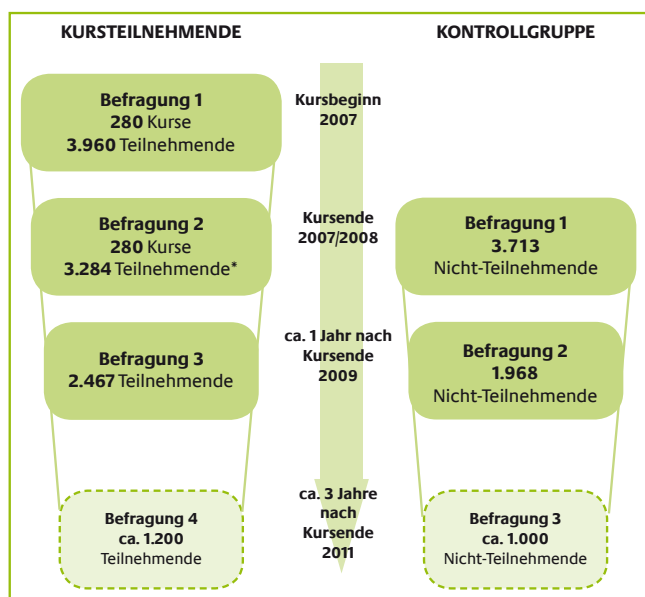 KURSTEILNEHMENDE
KONTROLLGRUPPE
Befragung 1
280 Kurse
3.960 Teilnehmende
Kursbeginn
2007
Befragung 2
280 Kurse
3.284 Teilnehmende*
Kursende
2007/2008
Befragung 1
3.713
Nicht-Teilnehmende
Befragung 3
2.467 Teilnehmende
ca. 1 Jahr nach
Kursende
2009
Befragung 2
1.968
Nicht-Teilnehmende
Befragung 4
ca. 1.200
Teilnehmende
ca. 3 Jahre
nach
Kursende
2011
Befragung 3
ca. 1.000
Nicht-Teilnehmende